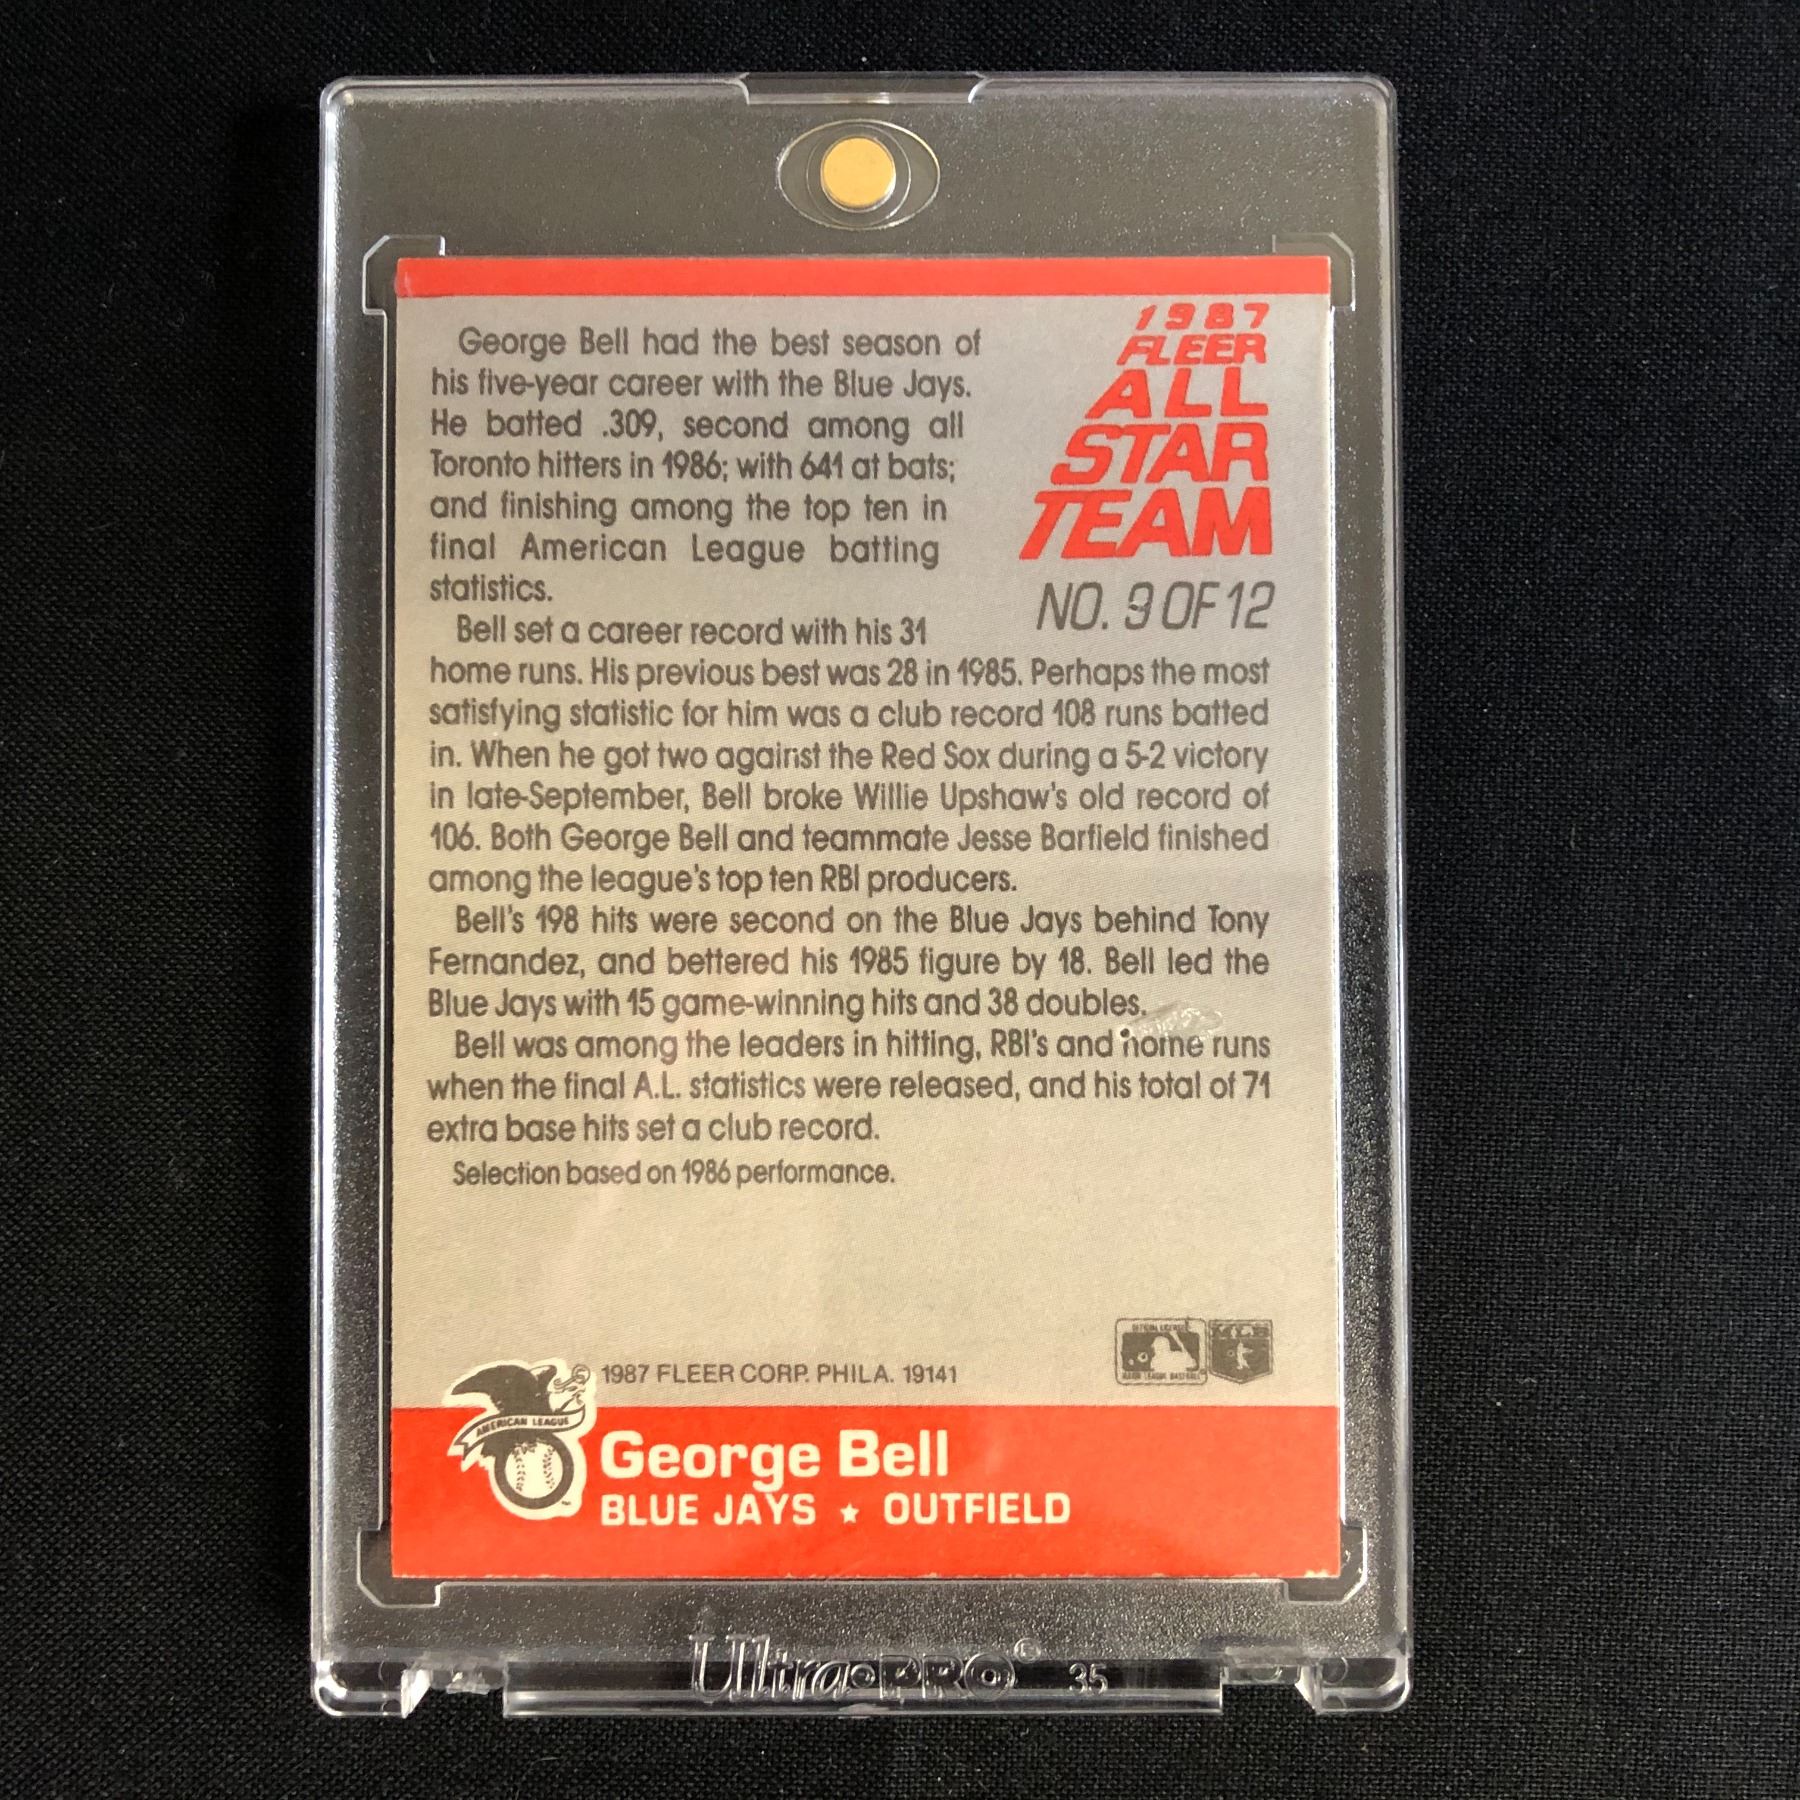 1987
FLEER
ALL
STAR
TEAM
NO. 9 OF 12
George Bell had the best season of
his five-year career with the Blue Jays.
He batted .309, second among all
Toronto hitters in 1986; with 641 at bats;
and finishing among the top ten in
final American League batting
statistics.
Bell set a career record with his 31
home runs. His previous best was 28 in 1985. Perhaps the most
satisfying statistic for him was a club record 108 runs batted
in. When he got two against the Red Sox during a 5-2 victory
in late-September, Bell broke Willie Upshaw's old record of
106. Both George Bell and teammate Jesse Barfield finished
among the league's top ten RBI producers.
Bell's 198 hits were second on the Blue Jays behind Tony
Fernandez, and bettered his 1985 figure by 18. Bell led the
Blue Jays with 15 game-winning hits and 38 doubles.
Bell was among the leaders in hitting, RBI's and home runs
when the final A.L. statistics were released, and his total of 71
extra base hits set a club record.
Selection based on 1986 performance.
© 1987 FLEER CORP. PHILA. 19141
AMERICAN LEAGUE
George Bell
BLUE JAYS ★ OUTFIELD
Ultra•PRO® 35